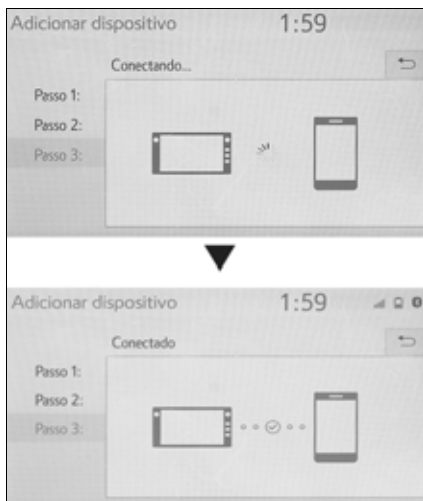 Adicionar dispositivo 1:59
Conectando...
Passo 1:
Passo 2:
Passo 3:
Adicionar dispositivo 1:59
Conectado
Passo 1:
Passo 2:
Passo 3: